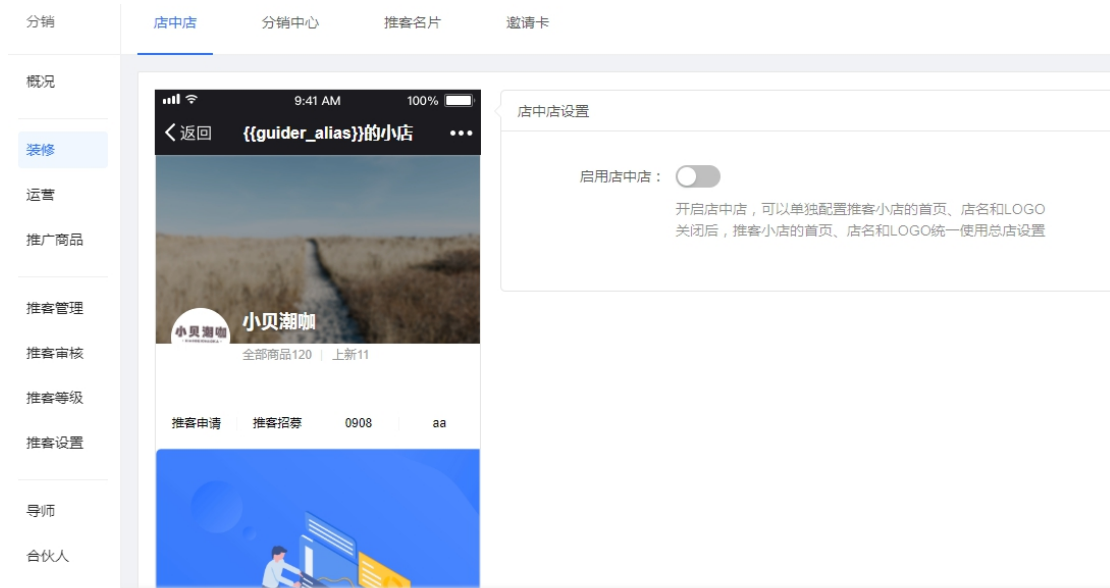 分销
店中店
分销中心
推客名片
邀请卡
概况
装修
运营
推广商品
推客管理
推客审核
推客等级
推客设置
导师
合伙人
9:41 AM
100%
返回
{{guider_alias}}的小店
小贝潮咖
小贝潮咖
全部商品120
上新11
推客申请
推客招募
0908
aa
店中店设置
启用店中店：
开启店中店，可以单独配置推客小店的首页、店名和LOGO
关闭后，推客小店的首页、店名和LOGO统一使用总店设置